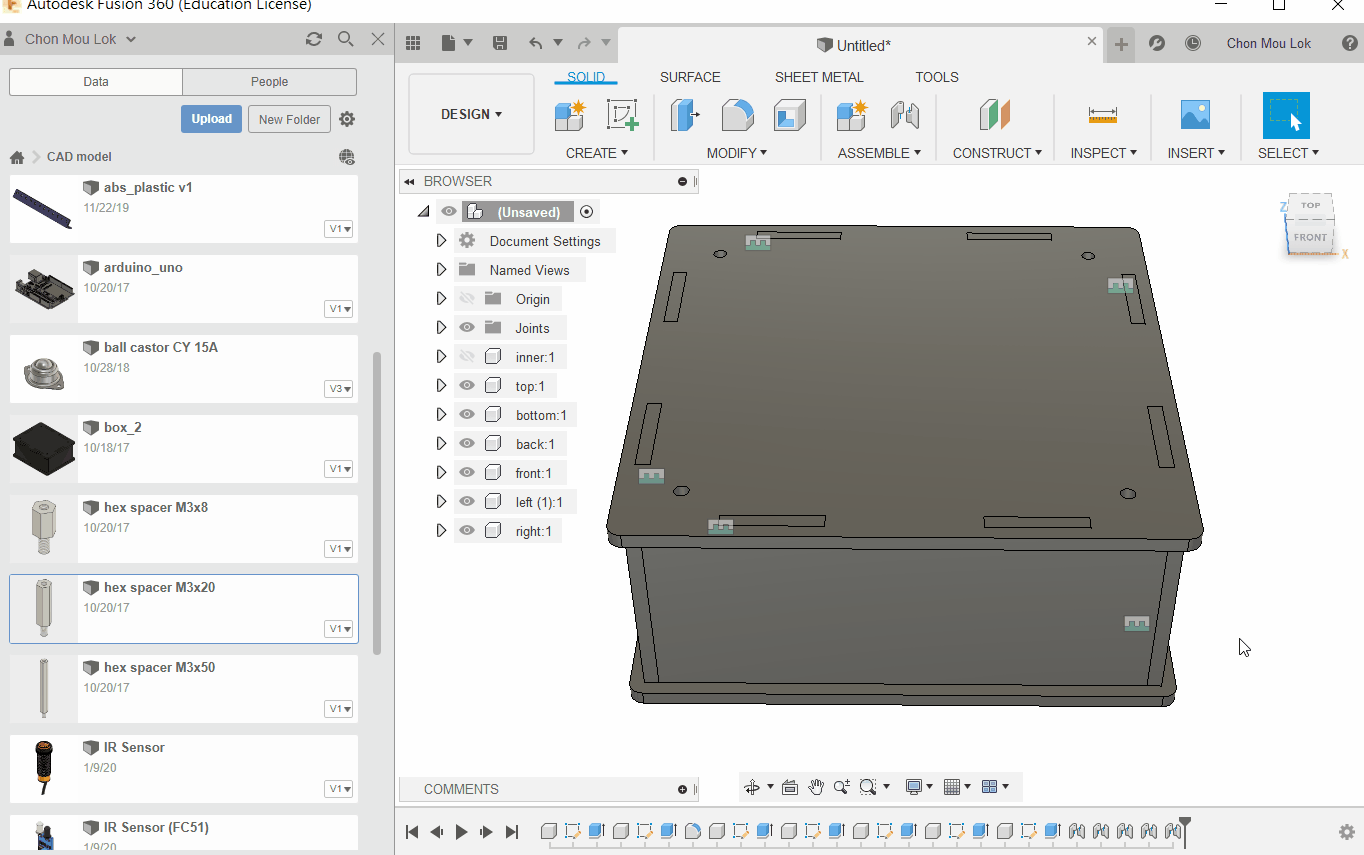 Autodesk Fusion 360 (Education License)
Chon Mou Lok
Data
People
Upload
New Folder
CAD model
abs_plastic v1
11/22/19
V1
arduino_uno
10/20/17
V1
ball castor CY 15A
10/28/18
V3
box_2
10/18/17
V1
hex spacer M3x8
10/20/17
V1
hex spacer M3x20
10/20/17
V1
hex spacer M3x50
10/20/17
V1
IR Sensor
1/9/20
V1
IR Sensor (FC51)
1/9/20
Untitled*
Chon Mou Lok
DESIGN
SOLID
SURFACE
SHEET METAL
TOOLS
CREATE
MODIFY
ASSEMBLE
CONSTRUCT
INSPECT
INSERT
SELECT
BROWSER
(Unsaved)
Document Settings
Named Views
Origin
Joints
inner:1
top:1
bottom:1
back:1
front:1
left (1):1
right:1
Z
TOP
FRONT
X
COMMENTS